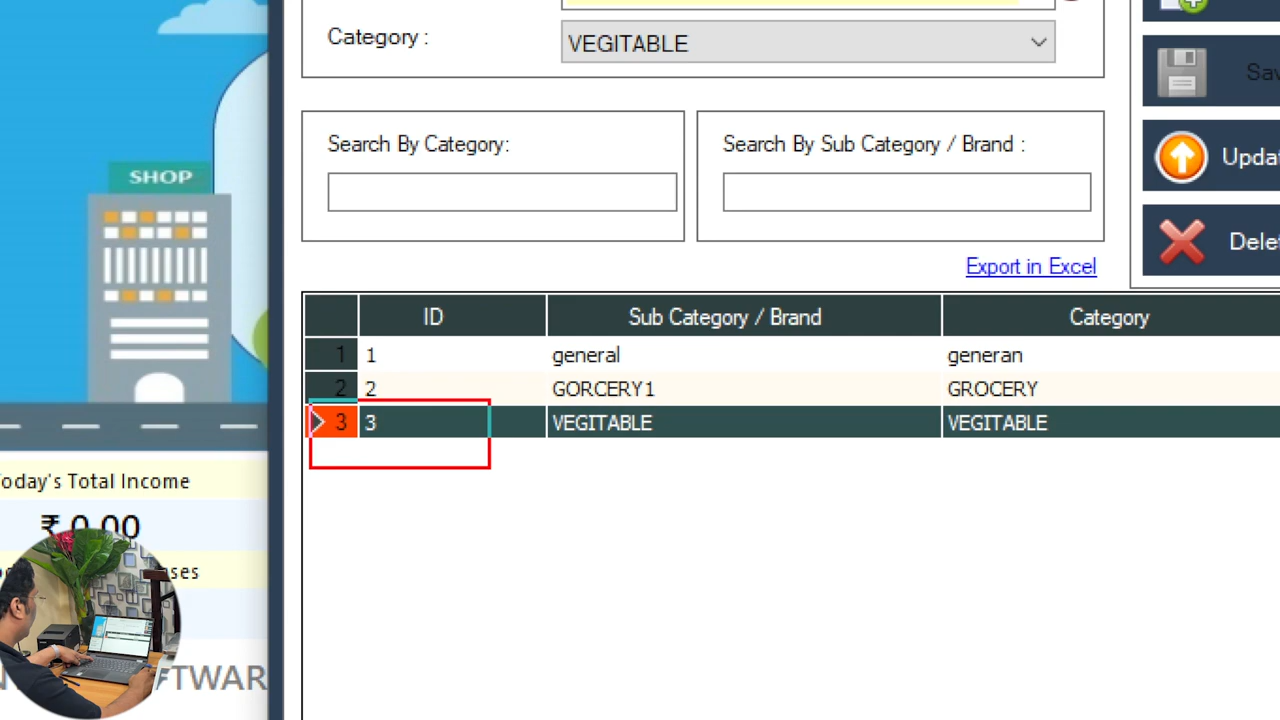 Category :
VEGITABLE
Save
Search By Category:
Search By Sub Category / Brand :
SHOP
Export in Excel
ID Sub Category / Brand Category
1 1 general generan
2 2 GORCERY1 GROCERY
3 3 VEGITABLE VEGITABLE
oday's Total Income
₹ 0.00
ses
TWAR